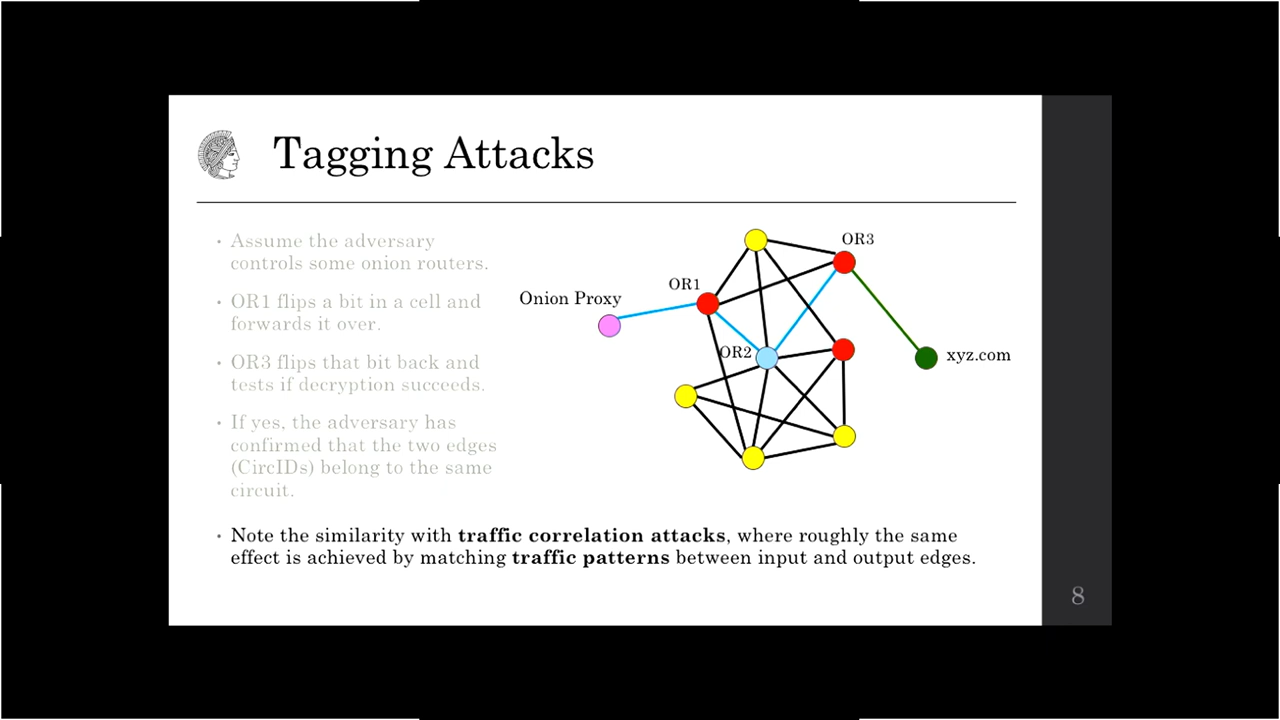 Tagging Attacks
• Assume the adversary
controls some onion routers.
• OR1 flips a bit in a cell and
forwards it over.
• OR3 flips that bit back and
tests if decryption succeeds.
• If yes, the adversary has
confirmed that the two edges
(CircIDs) belong to the same
circuit.
OR3
OR1
Onion Proxy
OR2
xyz.com
• Note the similarity with traffic correlation attacks, where roughly the same
effect is achieved by matching traffic patterns between input and output edges.
8